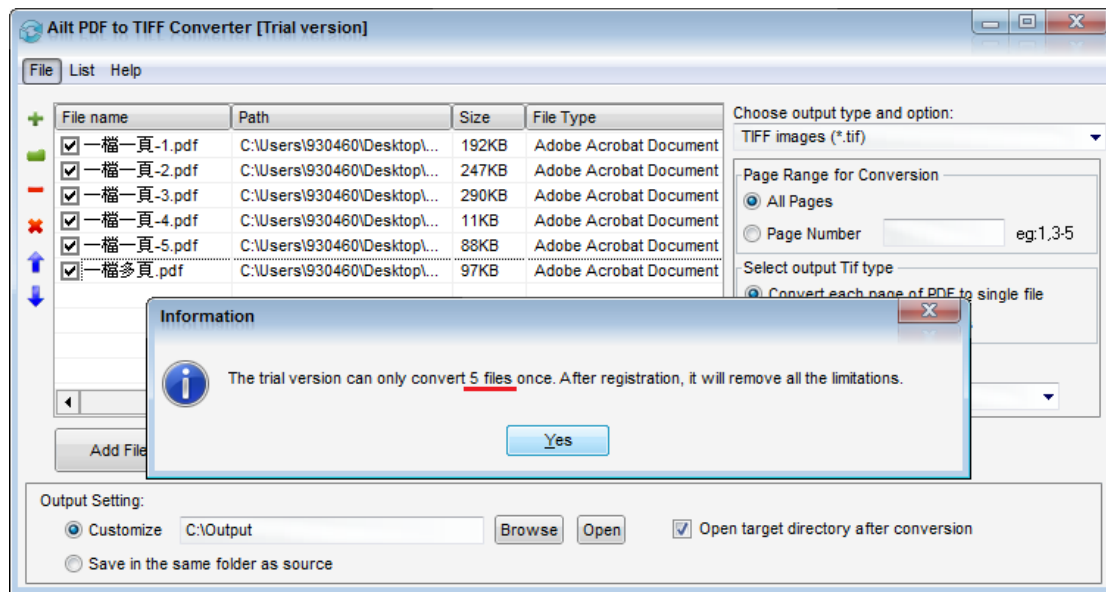 Ailt PDF to TIFF Converter [Trial version]
File List Help
File name Path Size File Type
一檔一頁-1.pdf C:\Users\930460\Desktop\... 192KB Adobe Acrobat Document
一檔一頁-2.pdf C:\Users\930460\Desktop\... 247KB Adobe Acrobat Document
一檔一頁-3.pdf C:\Users\930460\Desktop\... 290KB Adobe Acrobat Document
一檔一頁-4.pdf C:\Users\930460\Desktop\... 11KB Adobe Acrobat Document
一檔一頁-5.pdf C:\Users\930460\Desktop\... 88KB Adobe Acrobat Document
一檔多頁.pdf C:\Users\930460\Desktop\... 97KB Adobe Acrobat Document
Choose output type and option:
TIFF images (*.tif)
Page Range for Conversion
All Pages
Page Number eg:1,3-5
Select output Tif type
Convert each page of PDF to single file
Information
The trial version can only convert 5 files once. After registration, it will remove all the limitations.
Yes
Add File
Output Setting:
Customize C:\Output Browse Open Open target directory after conversion
Save in the same folder as source